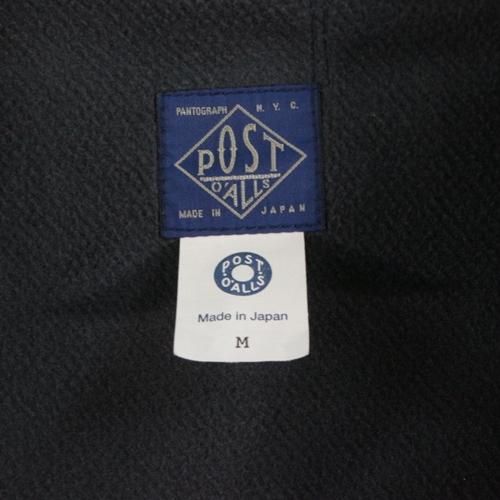 PANTOGRAPH N. Y. C.
POST
O'ALLS
MADE IN JAPAN
POST
O'ALLS
Made in Japan
M